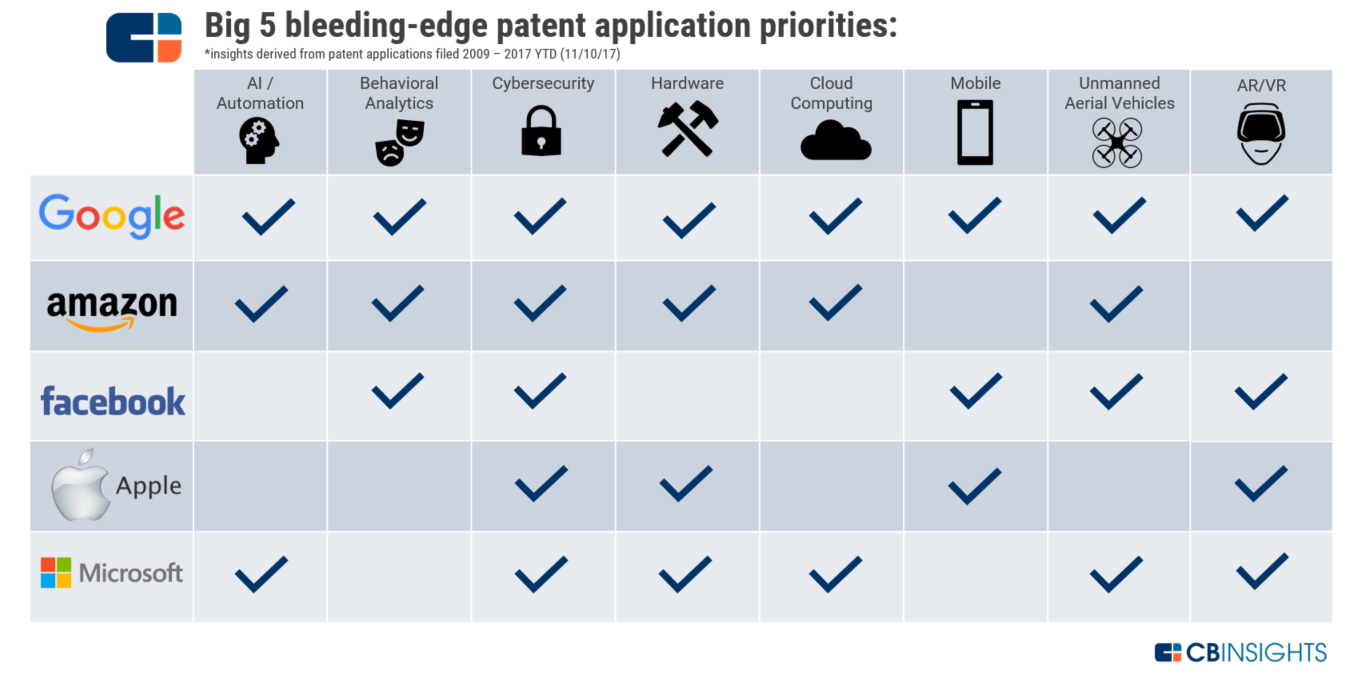 Big 5 bleeding-edge patent application priorities:
*insights derived from patent applications filed 2009 – 2017 YTD (11/10/17)
AI /
Automation
Behavioral
Analytics
Cybersecurity
Hardware
Cloud
Computing
Mobile
Unmanned
Aerial Vehicles
AR/VR
Google
amazon
facebook
Apple
Microsoft
CBINSIGHTS